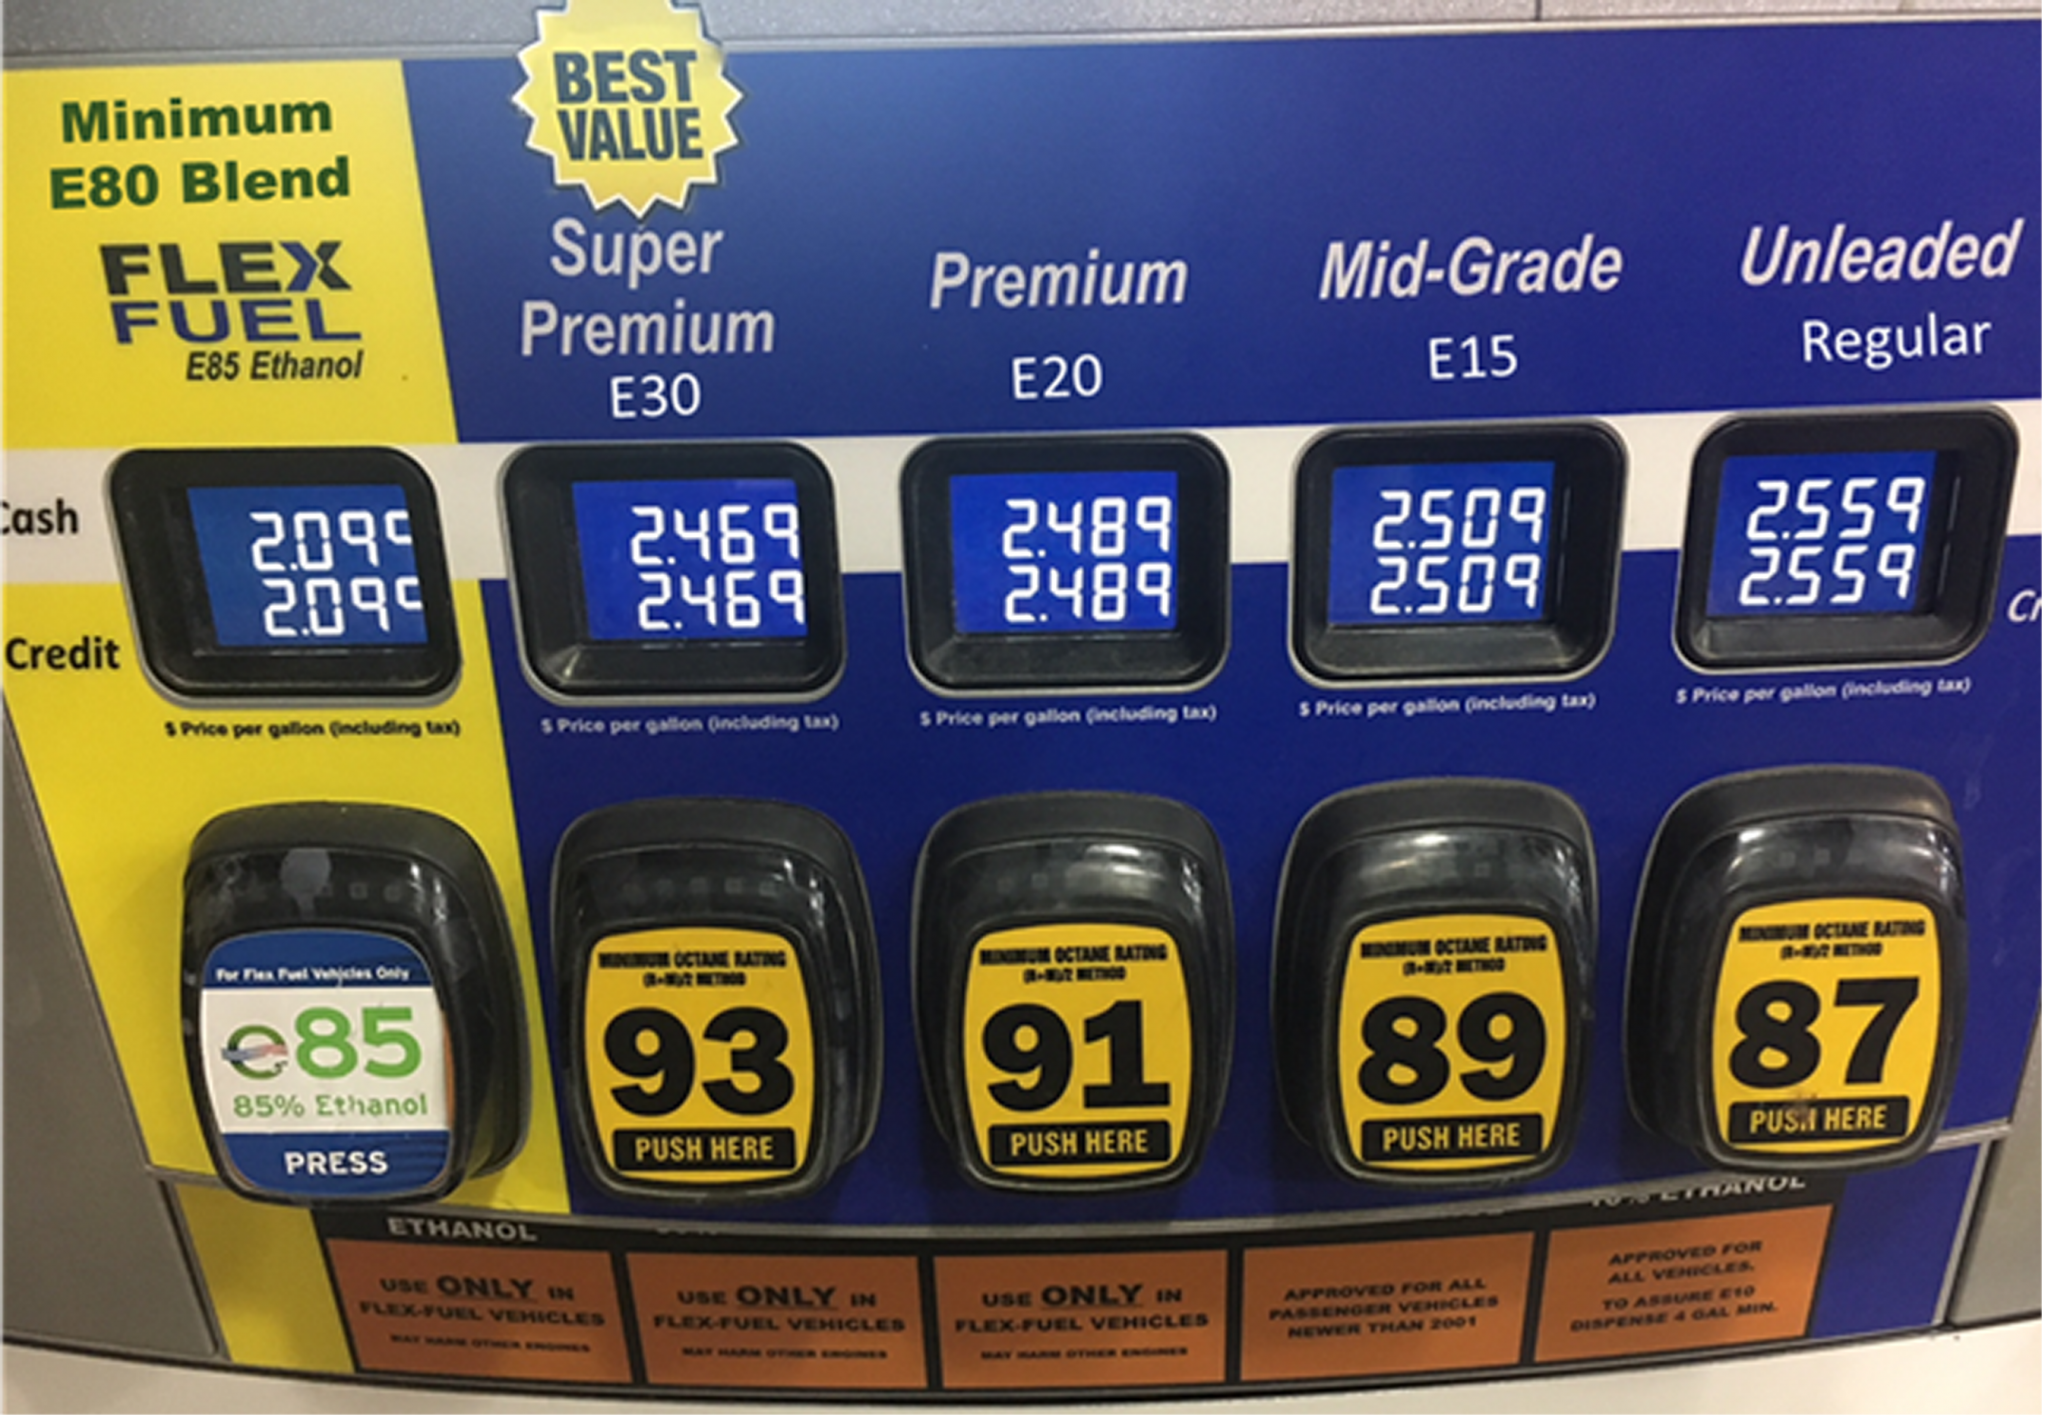 BEST
VALUE
Minimum
E80 Blend
FLEX
FUEL
E85 Ethanol
Super
Premium
E30
Premium
E20
Mid-Grade
E15
Unleaded
Regular
Cash
2.099
2.469
2.489
2.509
2.559
Credit
2.099
2.469
2.489
2.509
2.559
$ Price per gallon (including tax)
$ Price per gallon (including tax)
$ Price per gallon (including tax)
$ Price per gallon (including tax)
$ Price per gallon (including tax)
For Flex Fuel Vehicles Only
e85
85% Ethanol
PRESS
MINIMUM OCTANE RATING
(R+M)/2 METHOD
93
PUSH HERE
MINIMUM OCTANE RATING
(R+M)/2 METHOD
91
PUSH HERE
MINIMUM OCTANE RATING
(R+M)/2 METHOD
89
PUSH HERE
MINIMUM OCTANE RATING
(R+M)/2 METHOD
87
PUSH HERE
ETHANOL
USE ONLY IN
FLEX-FUEL VEHICLES
MAY HARM OTHER ENGINES
USE ONLY IN
FLEX-FUEL VEHICLES
MAY HARM OTHER ENGINES
USE ONLY IN
FLEX-FUEL VEHICLES
MAY HARM OTHER ENGINES
APPROVED FOR ALL
PASSENGER VEHICLES
NEWER THAN 2001
10% ETHANOL
APPROVED FOR
ALL VEHICLES.
TO ASSURE E10
DISPENSE 4 GAL MIN.